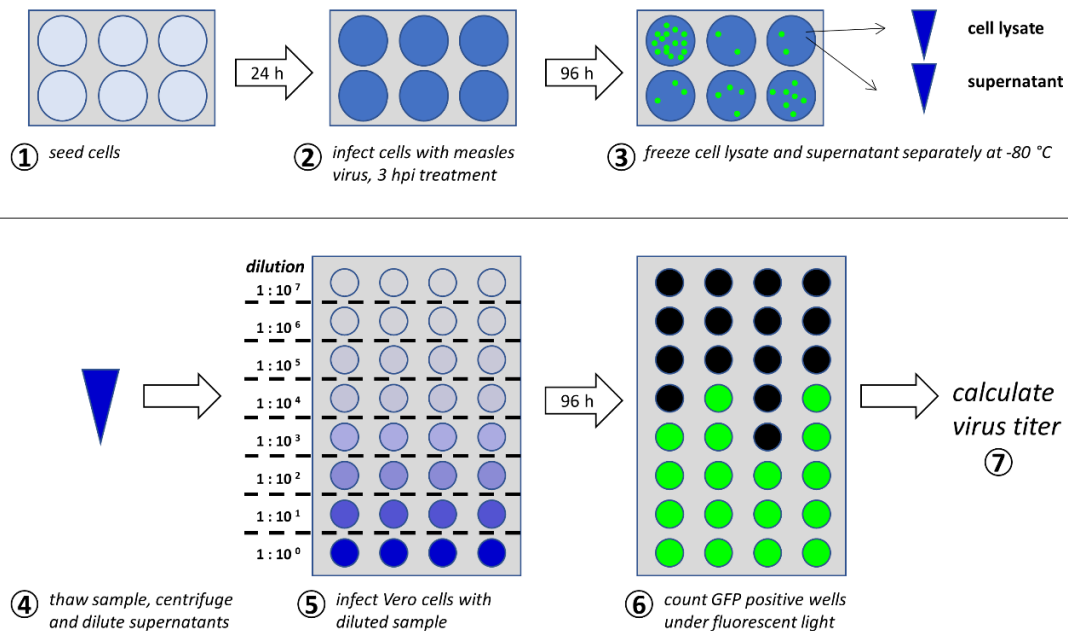 24 h
96 h
cell lysate
supernatant
① seed cells
② infect cells with measles
virus, 3 hpi treatment
③ freeze cell lysate and supernatant separately at -80 °C
dilution
1 : 10⁷
1 : 10⁶
1 : 10⁵
1 : 10⁴
1 : 10³
1 : 10²
1 : 10¹
1 : 10⁰
96 h
calculate
virus titer
⑦
④ thaw sample, centrifuge
and dilute supernatants
⑤ infect Vero cells with
diluted sample
⑥ count GFP positive wells
under fluorescent light